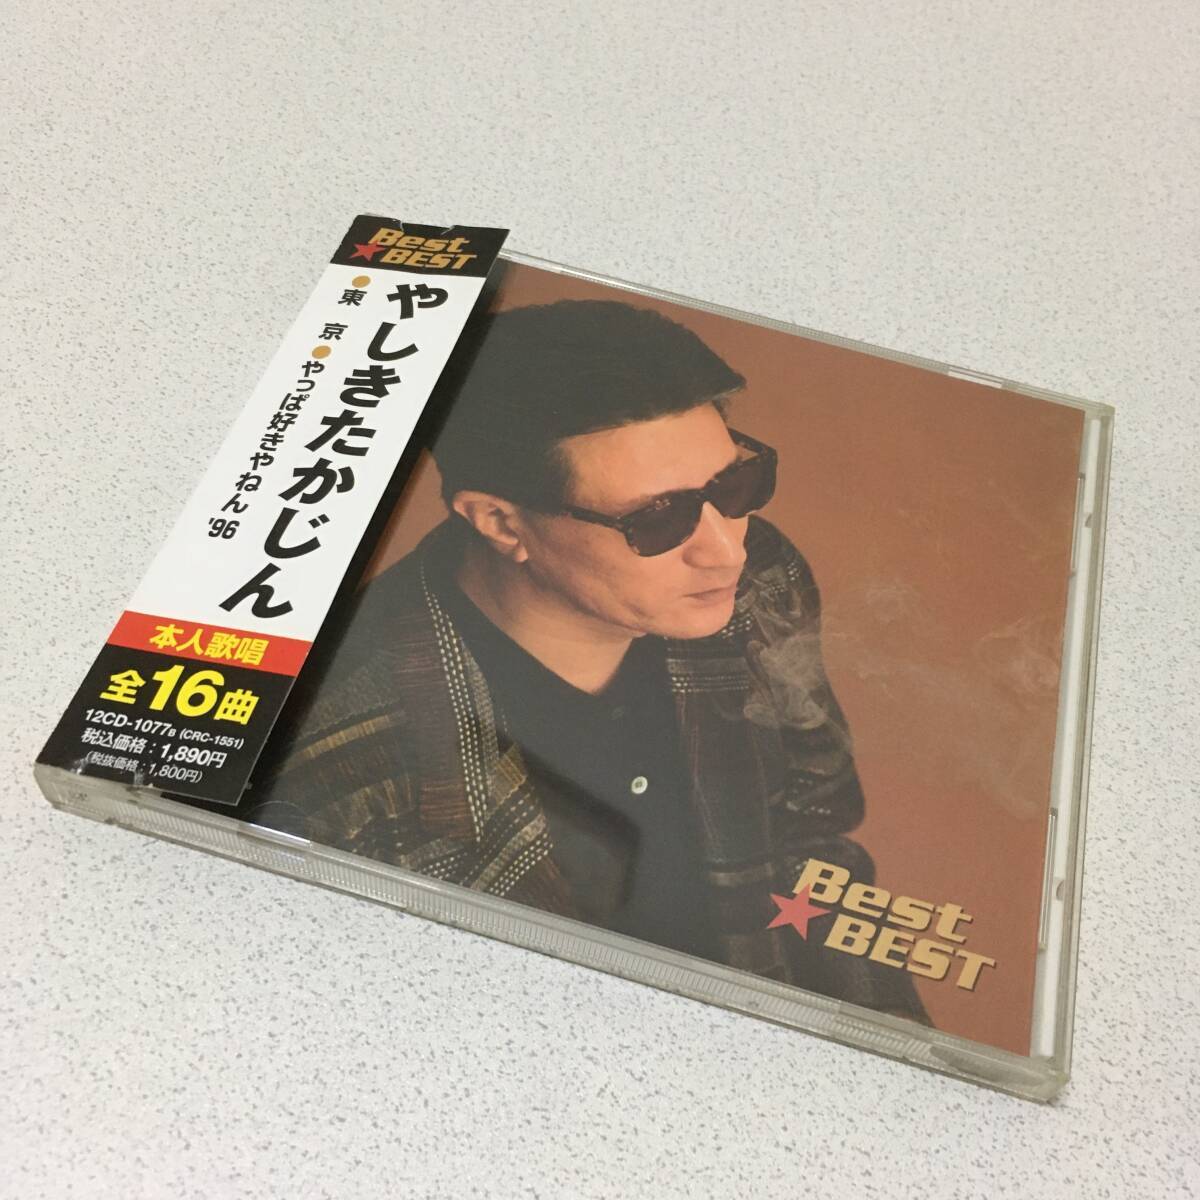 Best
BEST
やしきたかじん
●東京●やっぱ好きやねん'96
本人歌唱
全16曲
12CD-1077B (CRC-1551)
税込価格：1,890円
(税抜価格：1,800円)
Best
BEST